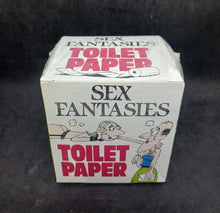 SEX
FANTASIES
TOILET
PAPER
SEX
FANTASIES
TOILET
PAPER